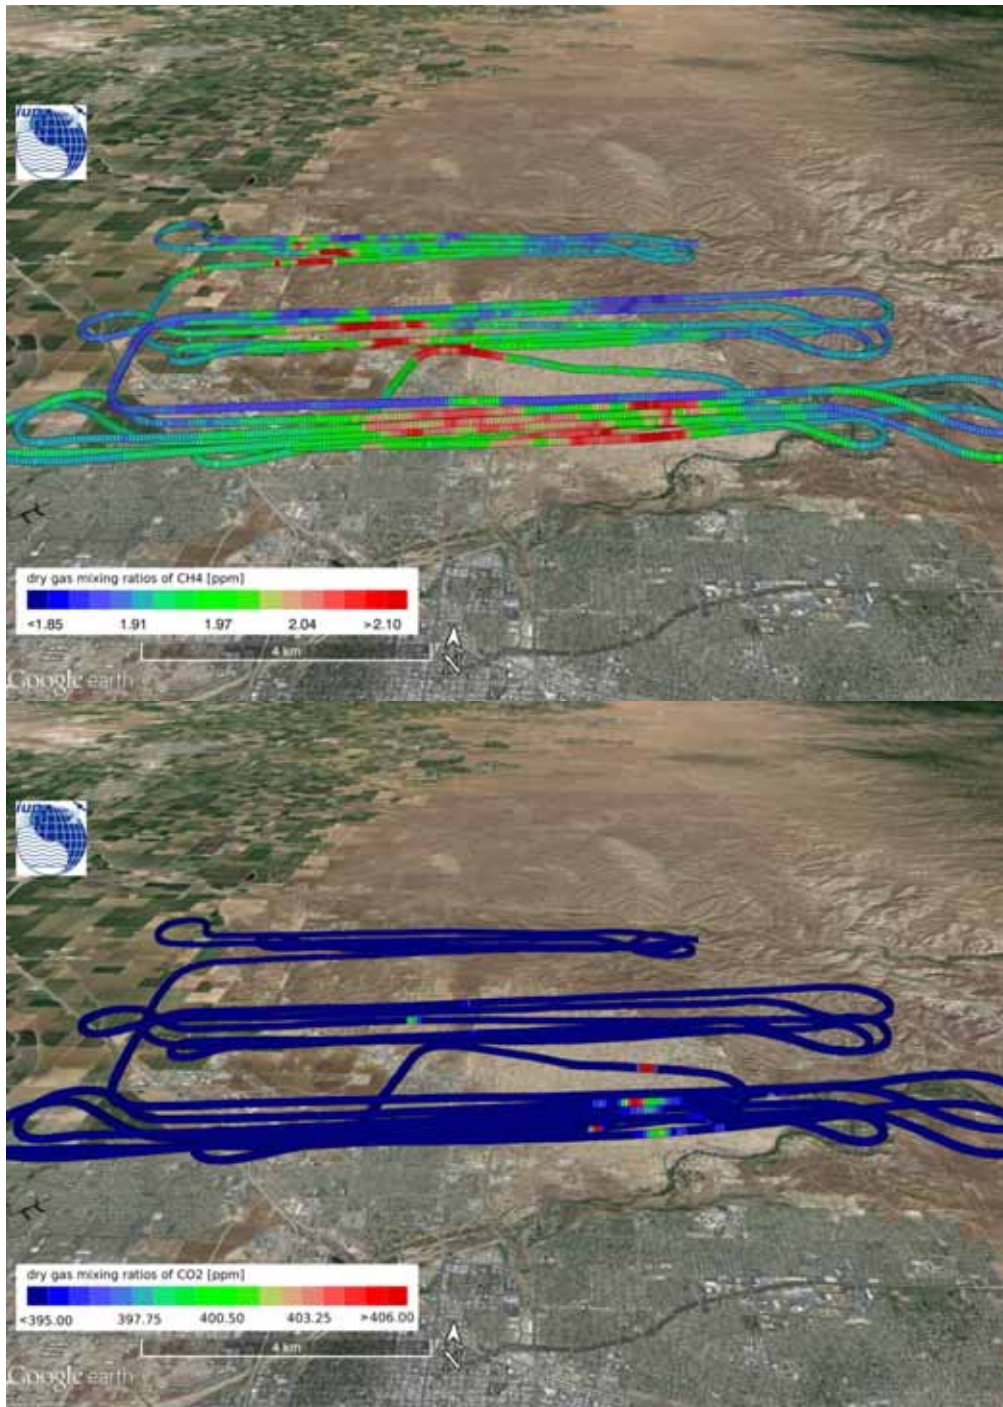 iup
dry gas mixing ratios of CH4 [ppm]
<1.85 1.91 1.97 2.04 >2.10
4 km
Google earth
iup
dry gas mixing ratios of CO2 [ppm]
<395.00 397.75 400.50 403.25 >406.00
4 km
Google earth